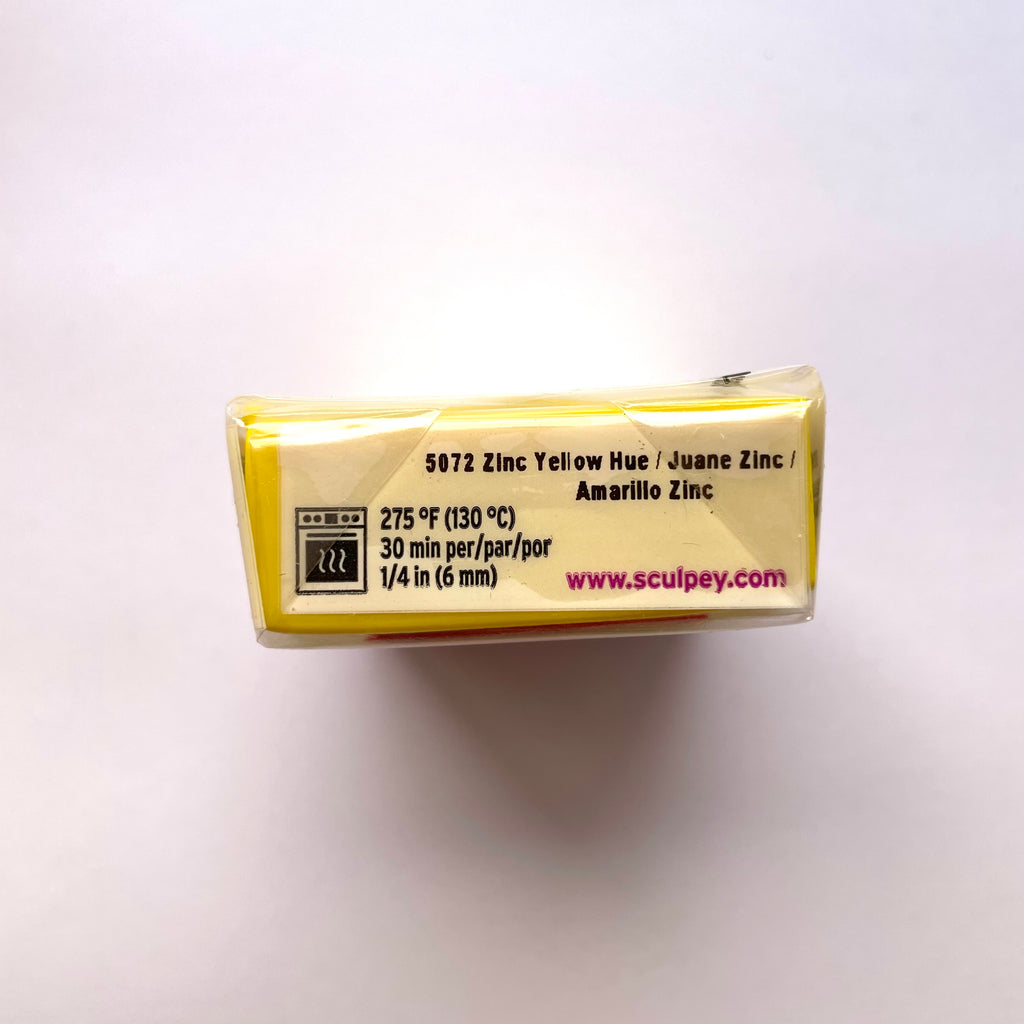 5072 Zinc Yellow Hue / Juane Zinc /
Amarillo Zinc
275 °F (130 °C)
30 min per/par/por
1/4 in (6 mm)
www.sculpey.com